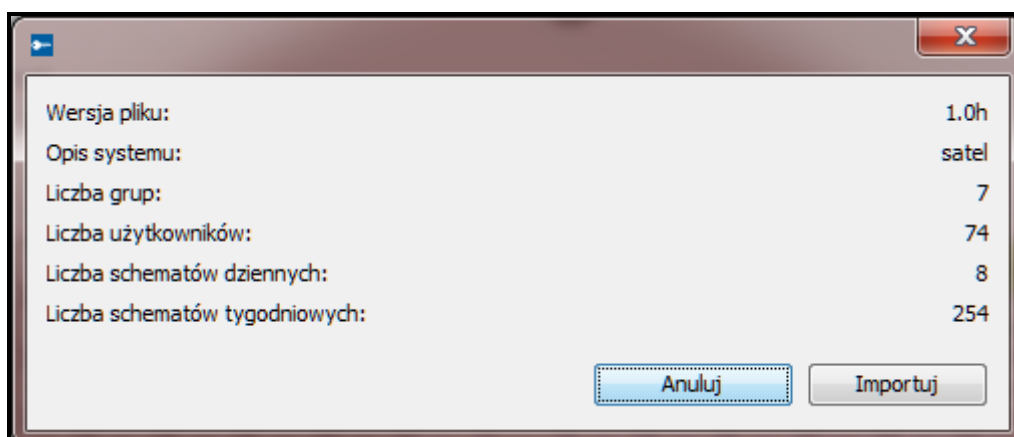 Wersja pliku: 1.0h
Opis systemu: satel
Liczba grup: 7
Liczba użytkowników: 74
Liczba schematów dziennych: 8
Liczba schematów tygodniowych: 254
Anuluj Importuj